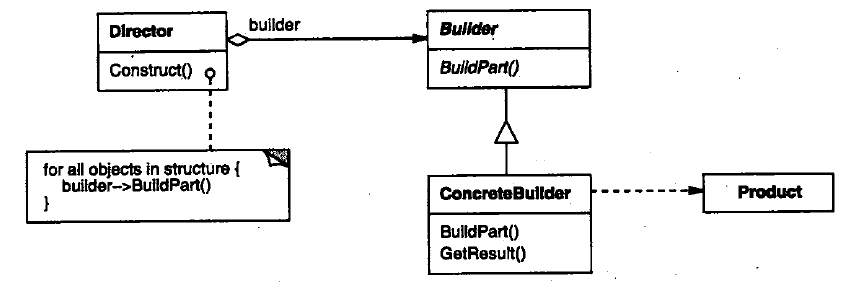 Director
builder
Builder
Construct()
BuildPart()
for all objects in structure {
builder->BuildPart()
}
ConcreteBuilder
Product
BuildPart()
GetResult()